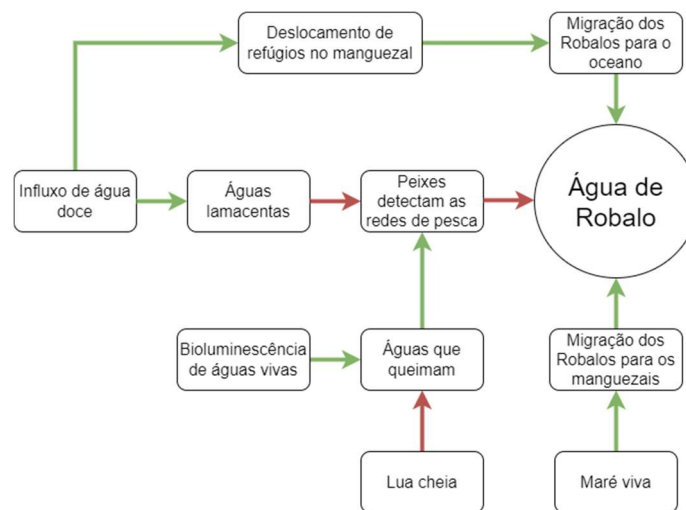 Deslocamento de
refúgios no manguezal
Migração dos
Robalos para o
oceano
Influxo de água
doce
Águas
lamacentas
Peixes
detectam as
redes de pesca
Água de
Robalo
Bioluminescência
de águas vivas
Águas que
queimam
Migração dos
Robalos para os
manguezais
Lua cheia
Maré viva